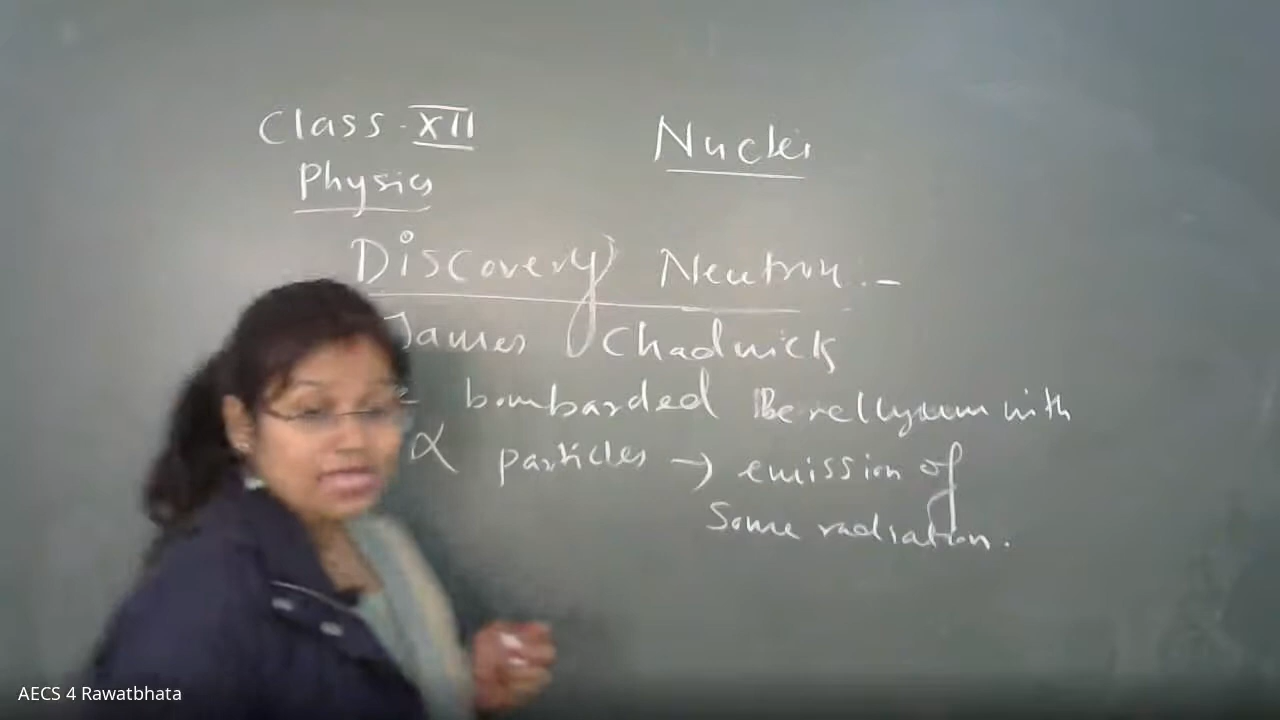 Class - XII
Nuclei
Physics
Discovery Neutron :-
James Chadwick
bombarded Berellyum with
α particles → emission of
Some radiation.
AECS 4 Rawatbhata